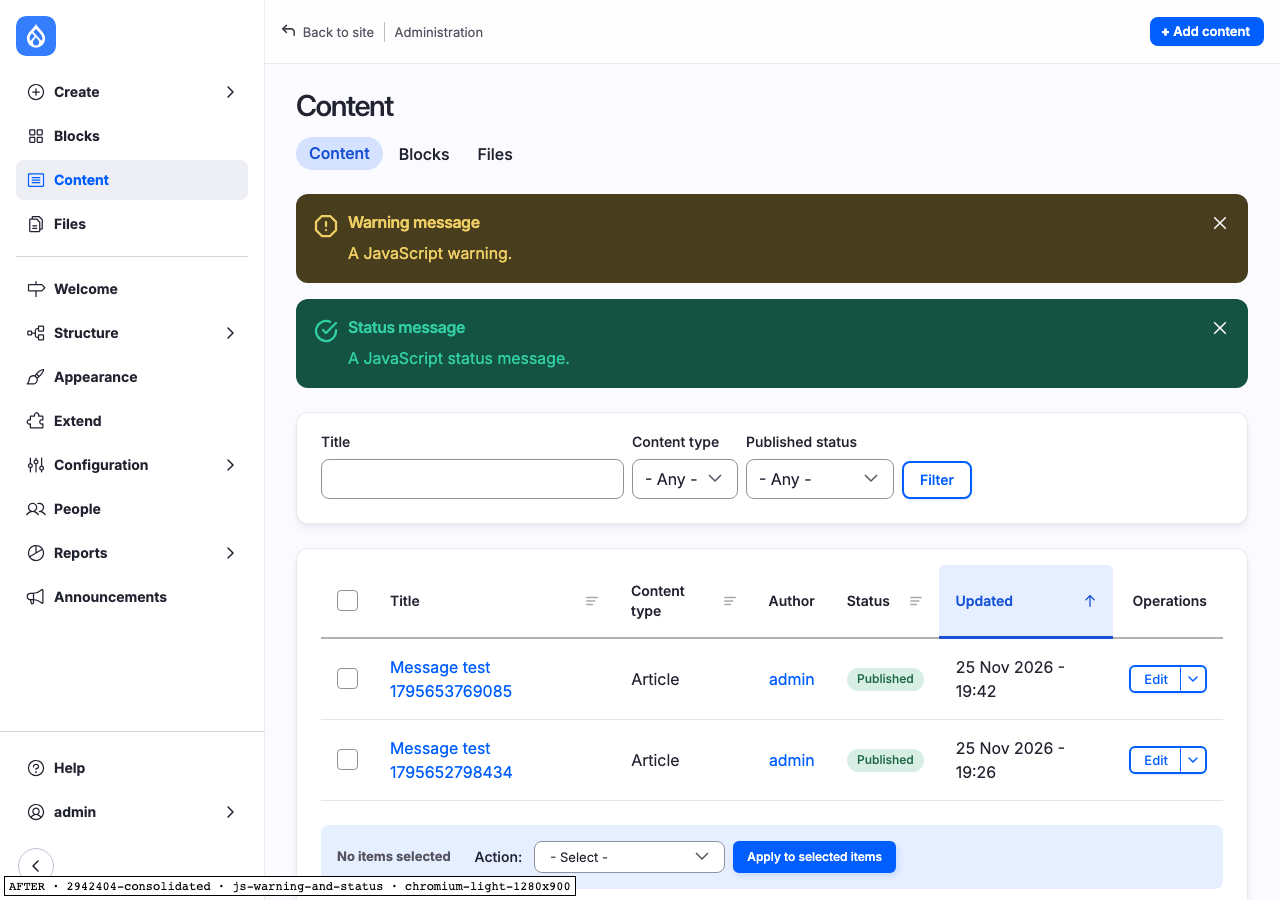 Back to site
Administration
+ Add content
Create
Blocks
Content
Files
Welcome
Structure
Appearance
Extend
Configuration
People
Reports
Announcements
Help
admin
Content
Content
Blocks
Files
Warning message
A JavaScript warning.
Status message
A JavaScript status message.
Title
Content type
Published status
- Any -
- Any -
Filter
Title
Content
type
Author
Status
Updated
Operations
Message test
1795653769085
Article
admin
Published
25 Nov 2026 -
19:42
Edit
Message test
1795652798434
Article
admin
Published
25 Nov 2026 -
19:26
Edit
No items selected
Action:
- Select -
Apply to selected items
AFTER · 2942404-consolidated · js-warning-and-status · chromium-light-1280x900